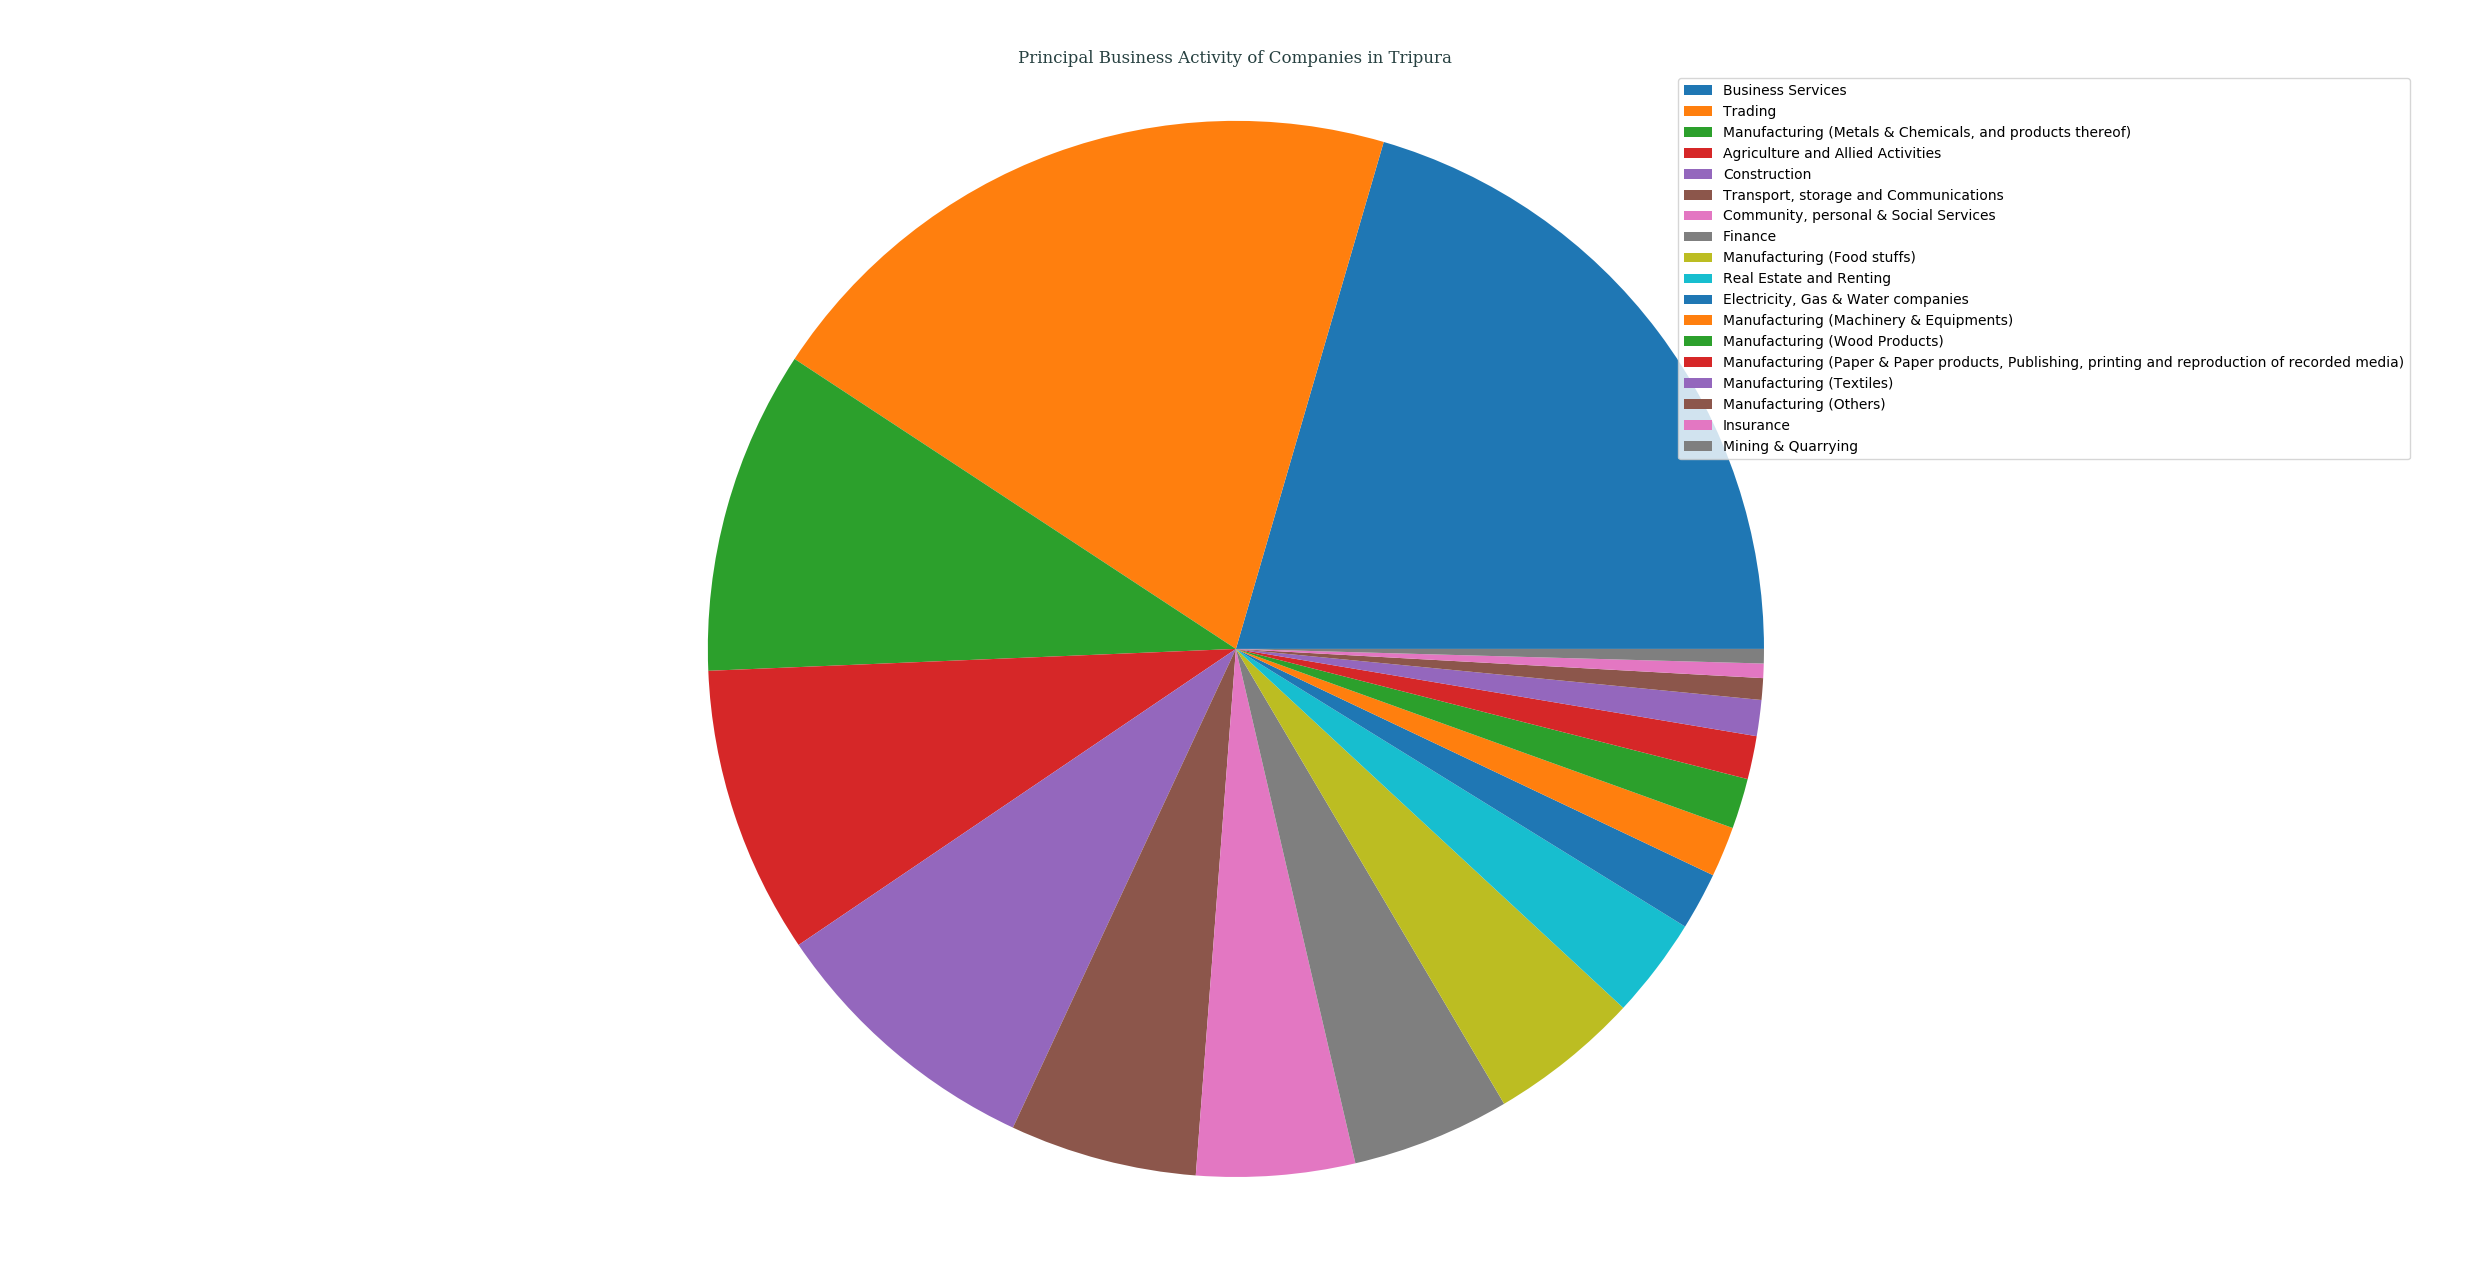 Principal Business Activity of Companies in Tripura
Business Services
Trading
Manufacturing (Metals & Chemicals, and products thereof)
Agriculture and Allied Activities
Construction
Transport, storage and Communications
Community, personal & Social Services
Finance
Manufacturing (Food stuffs)
Real Estate and Renting
Electricity, Gas & Water companies
Manufacturing (Machinery & Equipments)
Manufacturing (Wood Products)
Manufacturing (Paper & Paper products, Publishing, printing and reproduction of recorded media)
Manufacturing (Textiles)
Manufacturing (Others)
Insurance
Mining & Quarrying